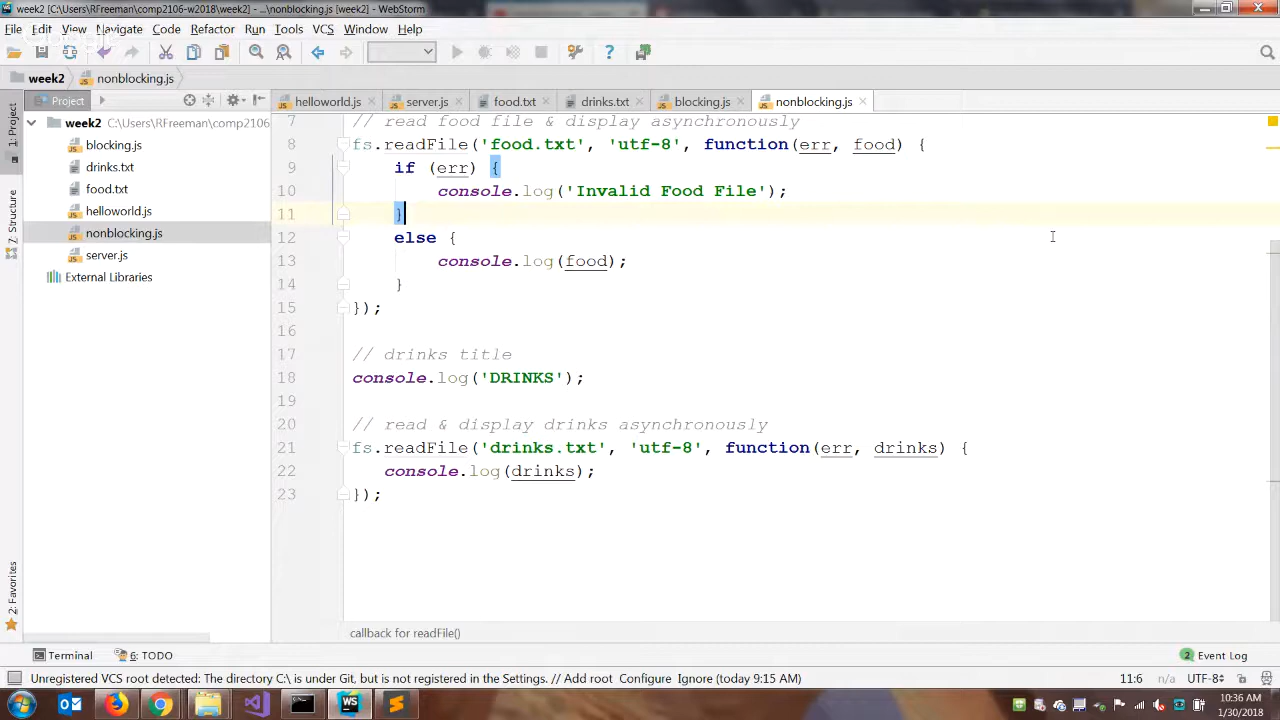 week2 [C:\Users\RFreeman\comp2106-w2018\week2] - ...\nonblocking.js [week2] - WebStorm
File Edit View Navigate Code Refactor Run Tools VCS Window Help
week2 nonblocking.js
1: Project
Z: Structure
2: Favorites
Project
week2 C:\Users\RFreeman\comp2106
blocking.js
drinks.txt
food.txt
helloworld.js
nonblocking.js
server.js
External Libraries
helloworld.js server.js food.txt drinks.txt blocking.js nonblocking.js
7 // read food file & display asynchronously
8 fs.readFile('food.txt', 'utf-8', function(err, food) {
9 if (err) {
10 console.log('Invalid Food File');
11 }
12 else {
13 console.log(food);
14 }
15 });
16
17 // drinks title
18 console.log('DRINKS');
19
20 // read & display drinks asynchronously
21 fs.readFile('drinks.txt', 'utf-8', function(err, drinks) {
22 console.log(drinks);
23 });
callback for readFile()
Terminal 6: TODO 2 Event Log
Unregistered VCS root detected: The directory C:\ is under Git, but is not registered in the Settings. // Add root Configure Ignore (today 9:15 AM) 11:6 n/a UTF-8
WS
10:36 AM
1/30/2018